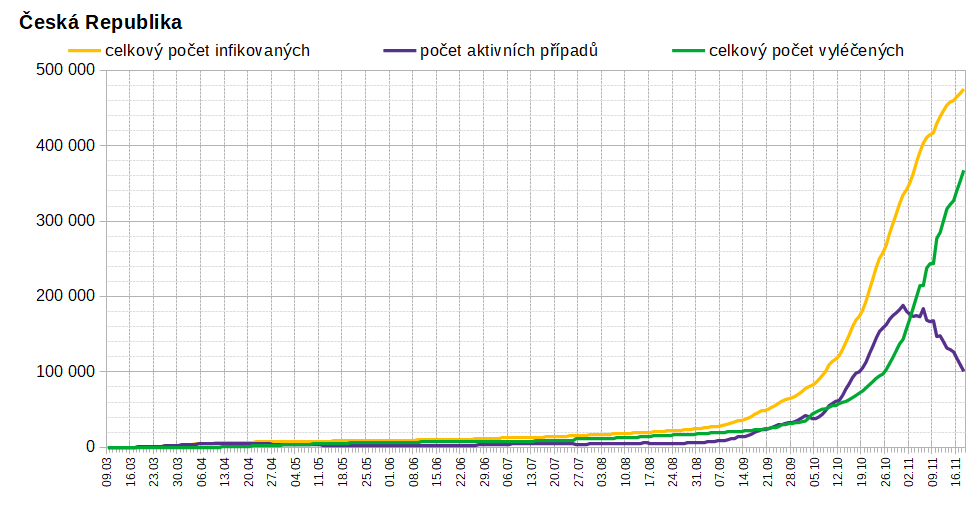 Česká Republika
celkový počet infikovaných počet aktivních případů celkový počet vyléčených
500 000
400 000
300 000
200 000
100 000
0
09.03 16.03 23.03 30.03 06.04 13.04 20.04 27.04 04.05 11.05 18.05 25.05 01.06 08.06 15.06 22.06 29.06 06.07 13.07 20.07 27.07 03.08 10.08 17.08 24.08 31.08 07.09 14.09 21.09 28.09 05.10 12.10 19.10 26.10 02.11 09.11 16.11